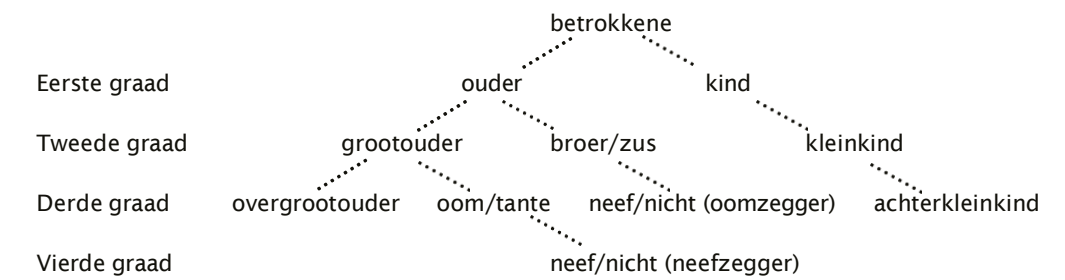 betrokkene
Eerste graad ouder kind
Tweede graad grootouder broer/zus kleinkind
Derde graad overgrootouder oom/tante neef/nicht (oomzegger) achterkleinkind
Vierde graad neef/nicht (neefzegger)